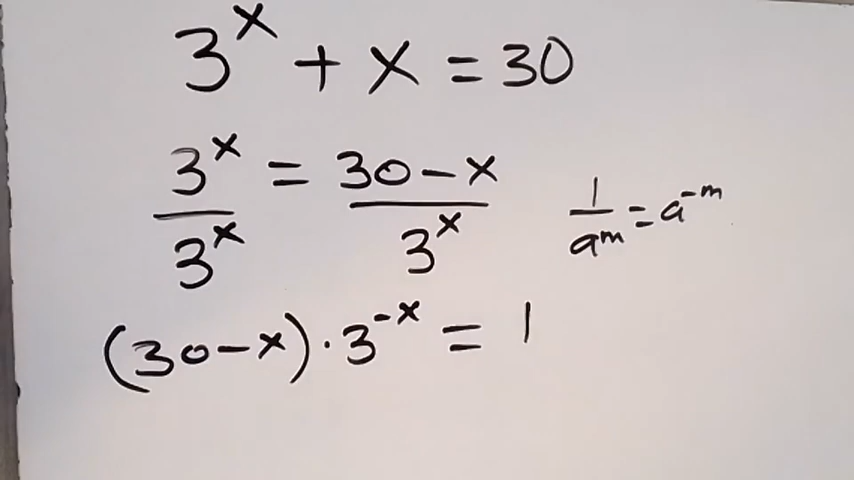 3^x + x = 30
3^x / 3^x = 30 - x / 3^x
1 / a^m = a^-m
(30 - x) · 3^-x = 1